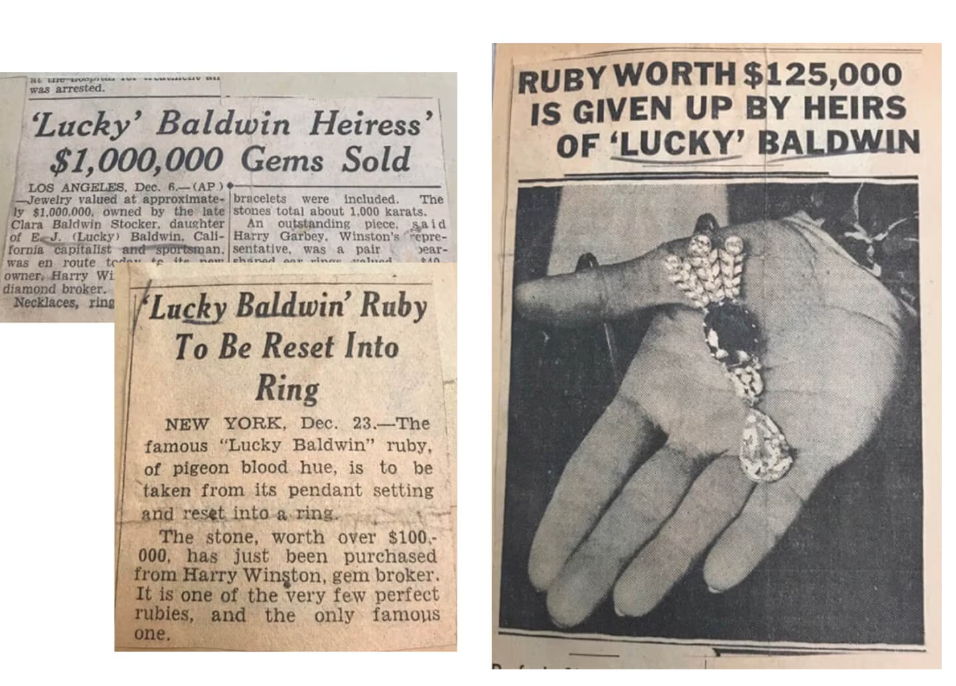 was arrested.
'Lucky' Baldwin Heiress'
$1,000,000 Gems Sold
LOS ANGELES, Dec. 6.—(AP)
—Jewelry valued at approximate-
ly $1,000,000, owned by the late
Clara Baldwin Stocker, daughter
of E. J. (Lucky) Baldwin, Cali-
fornia capitalist and sportsman,
was en route to its new
owner, Harry Wi
diamond broker.
Necklaces, ring
bracelets were included. The
stones total about 1,000 karats.
An outstanding piece, said
Harry Garbey, Winston's repre-
sentative, was a pair pear-
shaped ear rings valued $40
'Lucky Baldwin' Ruby
To Be Reset Into
Ring
NEW YORK, Dec. 23.—The
famous "Lucky Baldwin" ruby,
of pigeon blood hue, is to be
taken from its pendant setting
and reset into a ring.
The stone, worth over $100,-
000, has just been purchased
from Harry Winston, gem broker.
It is one of the very few perfect
rubies, and the only famous
one.
RUBY WORTH $125,000
IS GIVEN UP BY HEIRS
OF 'LUCKY' BALDWIN